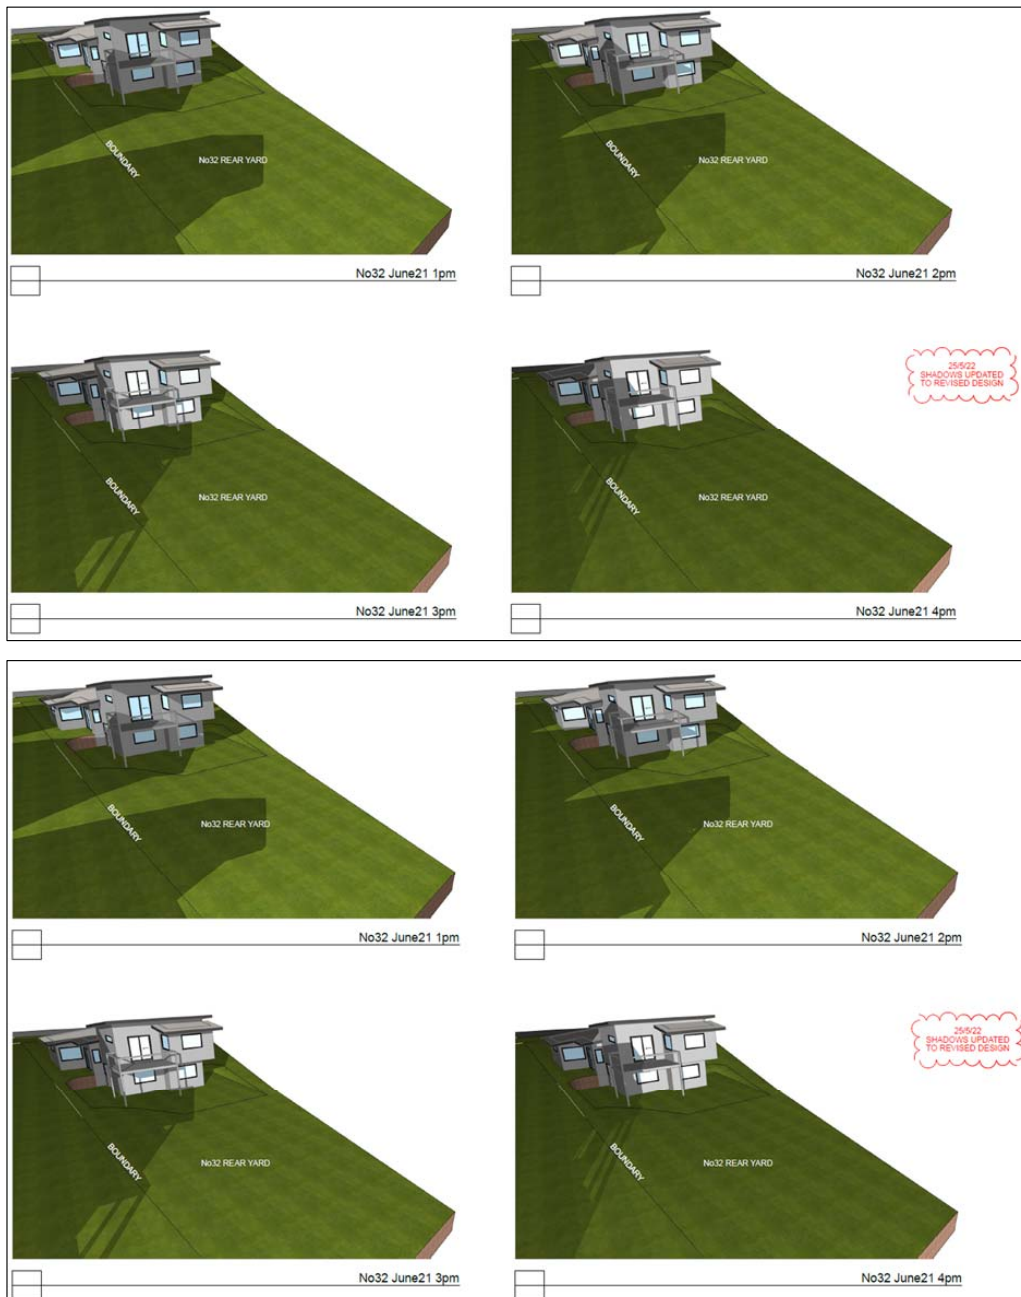 BOUNDARY
No32 REAR YARD
No32 June21 1pm
BOUNDARY
No32 REAR YARD
No32 June21 2pm
BOUNDARY
No32 REAR YARD
No32 June21 3pm
25/5/22
SHADOWS UPDATED
TO REVISED DESIGN
BOUNDARY
No32 REAR YARD
No32 June21 4pm
BOUNDARY
No32 REAR YARD
No32 June21 1pm
BOUNDARY
No32 REAR YARD
No32 June21 2pm
BOUNDARY
No32 REAR YARD
No32 June21 3pm
25/5/22
SHADOWS UPDATED
TO REVISED DESIGN
BOUNDARY
No32 REAR YARD
No32 June21 4pm